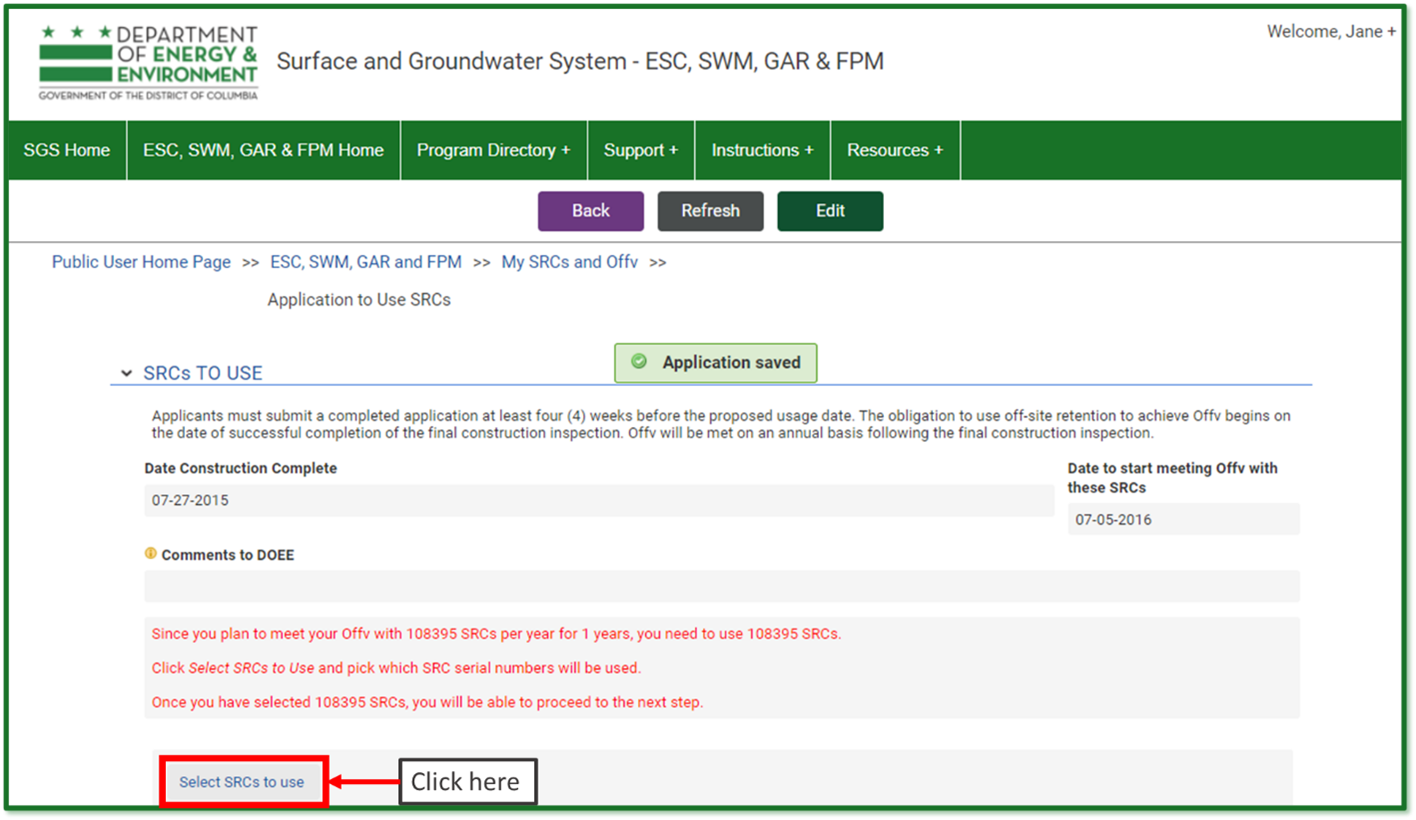 DEPARTMENT
OF ENERGY &
ENVIRONMENT
GOVERNMENT OF THE DISTRICT OF COLUMBIA
Surface and Groundwater System - ESC, SWM, GAR & FPM
Welcome, Jane +
SGS Home ESC, SWM, GAR & FPM Home Program Directory + Support + Instructions + Resources +
Back Refresh Edit
Public User Home Page >> ESC, SWM, GAR and FPM >> My SRCs and Offv >>
Application to Use SRCs
Application saved
SRCs TO USE
Applicants must submit a completed application at least four (4) weeks before the proposed usage date. The obligation to use off-site retention to achieve Offv begins on
the date of successful completion of the final construction inspection. Offv will be met on an annual basis following the final construction inspection.
Date Construction Complete
07-27-2015
Date to start meeting Offv with
these SRCs
07-05-2016
Comments to DOEE
Since you plan to meet your Offv with 108395 SRCs per year for 1 years, you need to use 108395 SRCs.
Click Select SRCs to Use and pick which SRC serial numbers will be used.
Once you have selected 108395 SRCs, you will be able to proceed to the next step.
Select SRCs to use
Click here